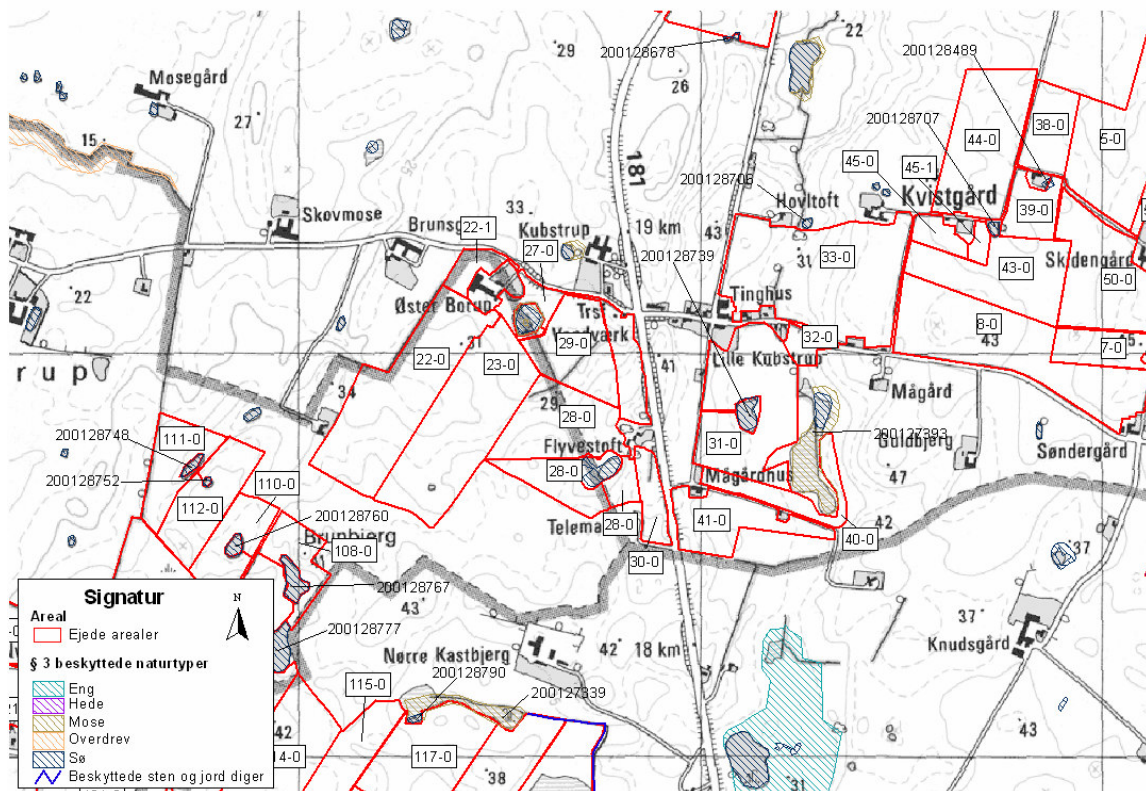 22
29
200128678
200128489
Møsegård
26
27
15
200128707
38-0
5-0
44-0
181
45-0
45-1
200128706
Hovltoft
Kvistgård
39-0
Skovmose
33
Brunsg
22-1
Kubstrup
27-0
19 km
43
200128739
31
33-0
43-0
Skidengård
50-0
22
Øster Borup
Tinghus
Trsf
29-0
8-0
43
22-0
31
23-0
32-0
7-0
Lille Kubstrup
41
rup
34
29
Mågård
28-0
200128748
111-0
31-0
200127393
Guldbjerg
Flyvestoft
28-0
Søndergård
200128752
110-0
Mågårdhus
47
112-0
200128760
28-0
41-0
42
40-0
Telema
Brunbjerg
108-0
30-0
37
200128767
43
37
Knudsgård
200128777
42
18 km
Nørre Kastbjerg
200128790
115-0
200127339
42
43
14-0
117-0
38
31
Signatur
N
Areal
Ejede arealer
§ 3 beskyttede naturtyper
Eng
Hede
Mose
Overdrev
Sø
Beskyttede sten og jord diger